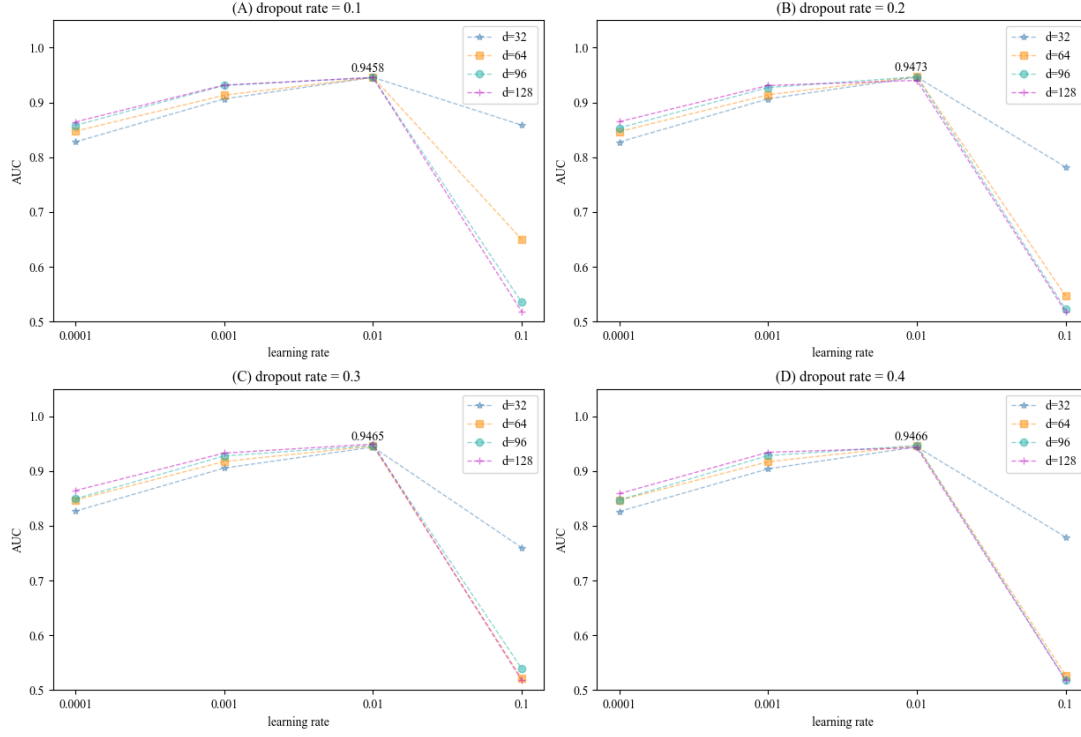 (A) dropout rate = 0.1
1.0
0.9
0.8
0.7
0.6
0.5
AUC
0.9458
d=32
d=64
d=96
d=128
0.0001
0.001
0.01
0.1
learning rate
(B) dropout rate = 0.2
1.0
0.9
0.8
0.7
0.6
0.5
AUC
0.9473
d=32
d=64
d=96
d=128
0.0001
0.001
0.01
0.1
learning rate
(C) dropout rate = 0.3
1.0
0.9
0.8
0.7
0.6
0.5
AUC
0.9465
d=32
d=64
d=96
d=128
0.0001
0.001
0.01
0.1
learning rate
(D) dropout rate = 0.4
1.0
0.9
0.8
0.7
0.6
0.5
AUC
0.9466
d=32
d=64
d=96
d=128
0.0001
0.001
0.01
0.1
learning rate